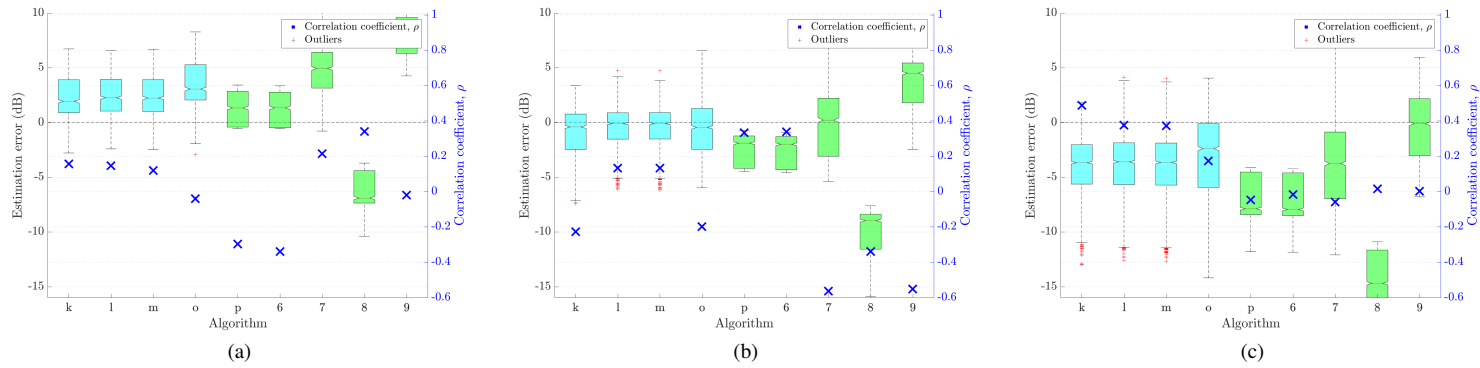 10
5
0
-5
-10
-15
Estimation error (dB)
k l m o p 6 7 8 9
Algorithm
1
0.8
0.6
0.4
0.2
0
-0.2
-0.4
-0.6
Correlation coefficient, ρ
Correlation coefficient, ρ
Outliers
(a)
10
5
0
-5
-10
-15
Estimation error (dB)
k l m o p 6 7 8 9
Algorithm
1
0.8
0.6
0.4
0.2
0
-0.2
-0.4
-0.6
Correlation coefficient, ρ
Correlation coefficient, ρ
Outliers
(b)
10
5
0
-5
-10
-15
Estimation error (dB)
k l m o p 6 7 8 9
Algorithm
1
0.8
0.6
0.4
0.2
0
-0.2
-0.4
-0.6
Correlation coefficient, ρ
Correlation coefficient, ρ
Outliers
(c)